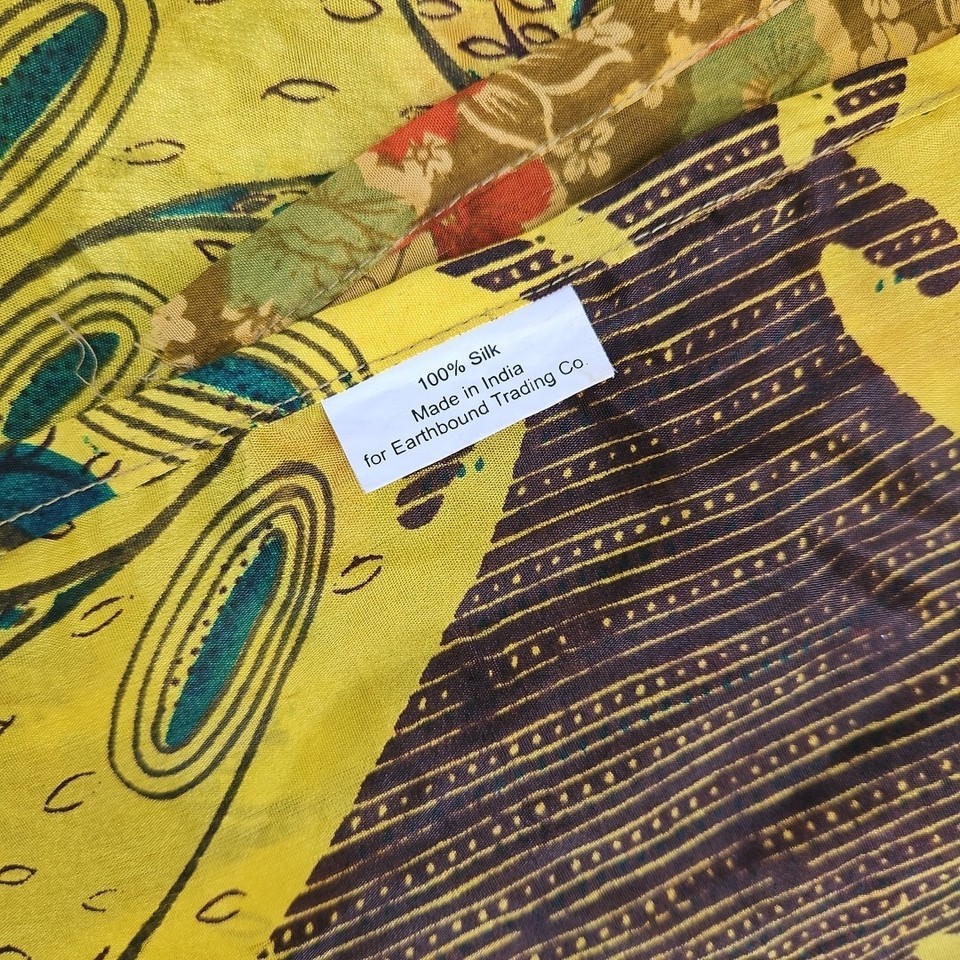 100% Silk
Made in India
for Earthbound Trading Co.